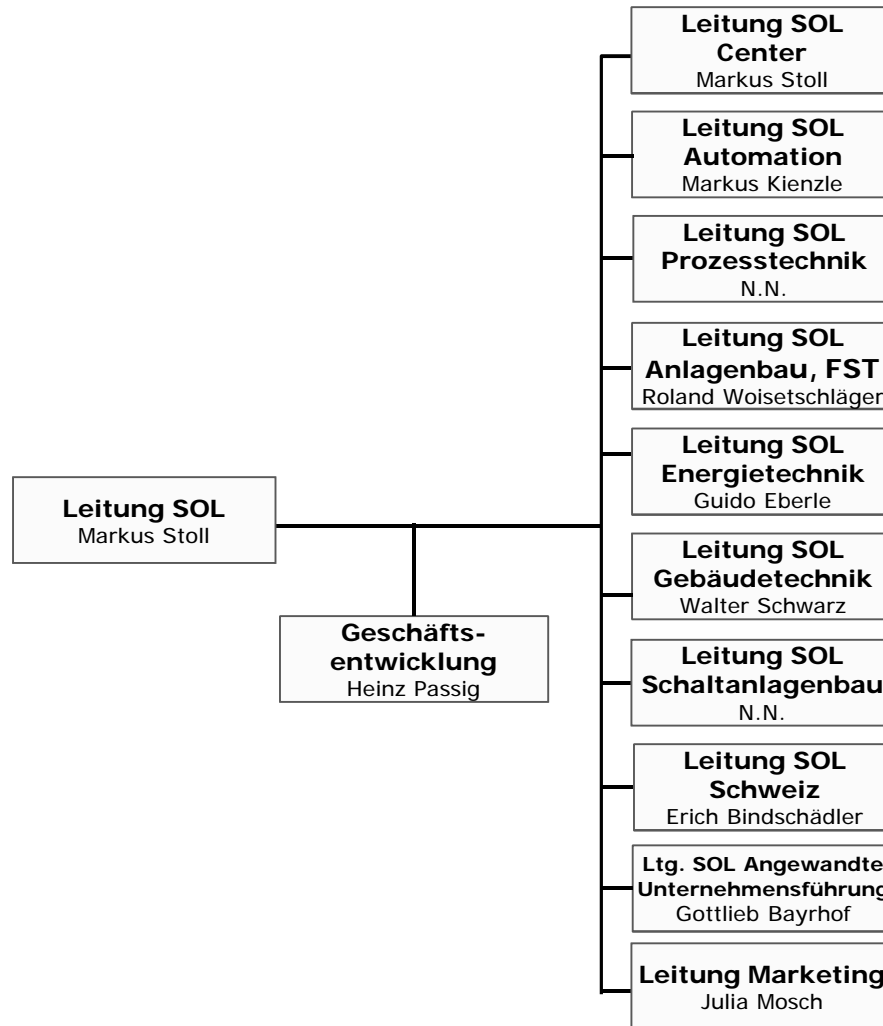 Leitung SOL
Center
Markus Stoll
Leitung SOL
Automation
Markus Kienzle
Leitung SOL
Prozesstechnik
N.N.
Leitung SOL
Anlagenbau, FST
Roland Woisetschläger
Leitung SOL
Energietechnik
Guido Eberle
Leitung SOL
Markus Stoll
Leitung SOL
Gebäudetechnik
Walter Schwarz
Geschäfts-
entwicklung
Heinz Passig
Leitung SOL
Schaltanlagenbau
N.N.
Leitung SOL
Schweiz
Erich Bindschädler
Ltg. SOL Angewandte
Unternehmensführung
Gottlieb Bayrhof
Leitung Marketing
Julia Mosch